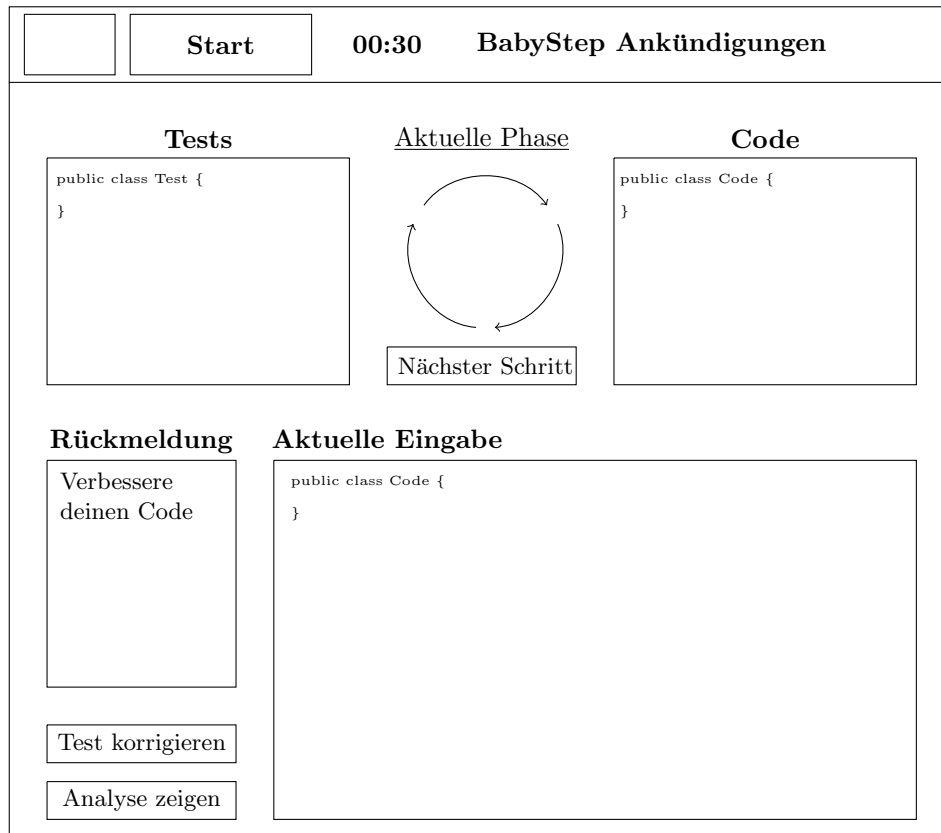 Start 00:30 BabyStep Ankündigungen
Tests
Aktuelle Phase
Code
public class Test {
}
public class Code {
}
Nächster Schritt
Rückmeldung
Verbessere
deinen Code
Aktuelle Eingabe
public class Code {
}
Test korrigieren
Analyse zeigen